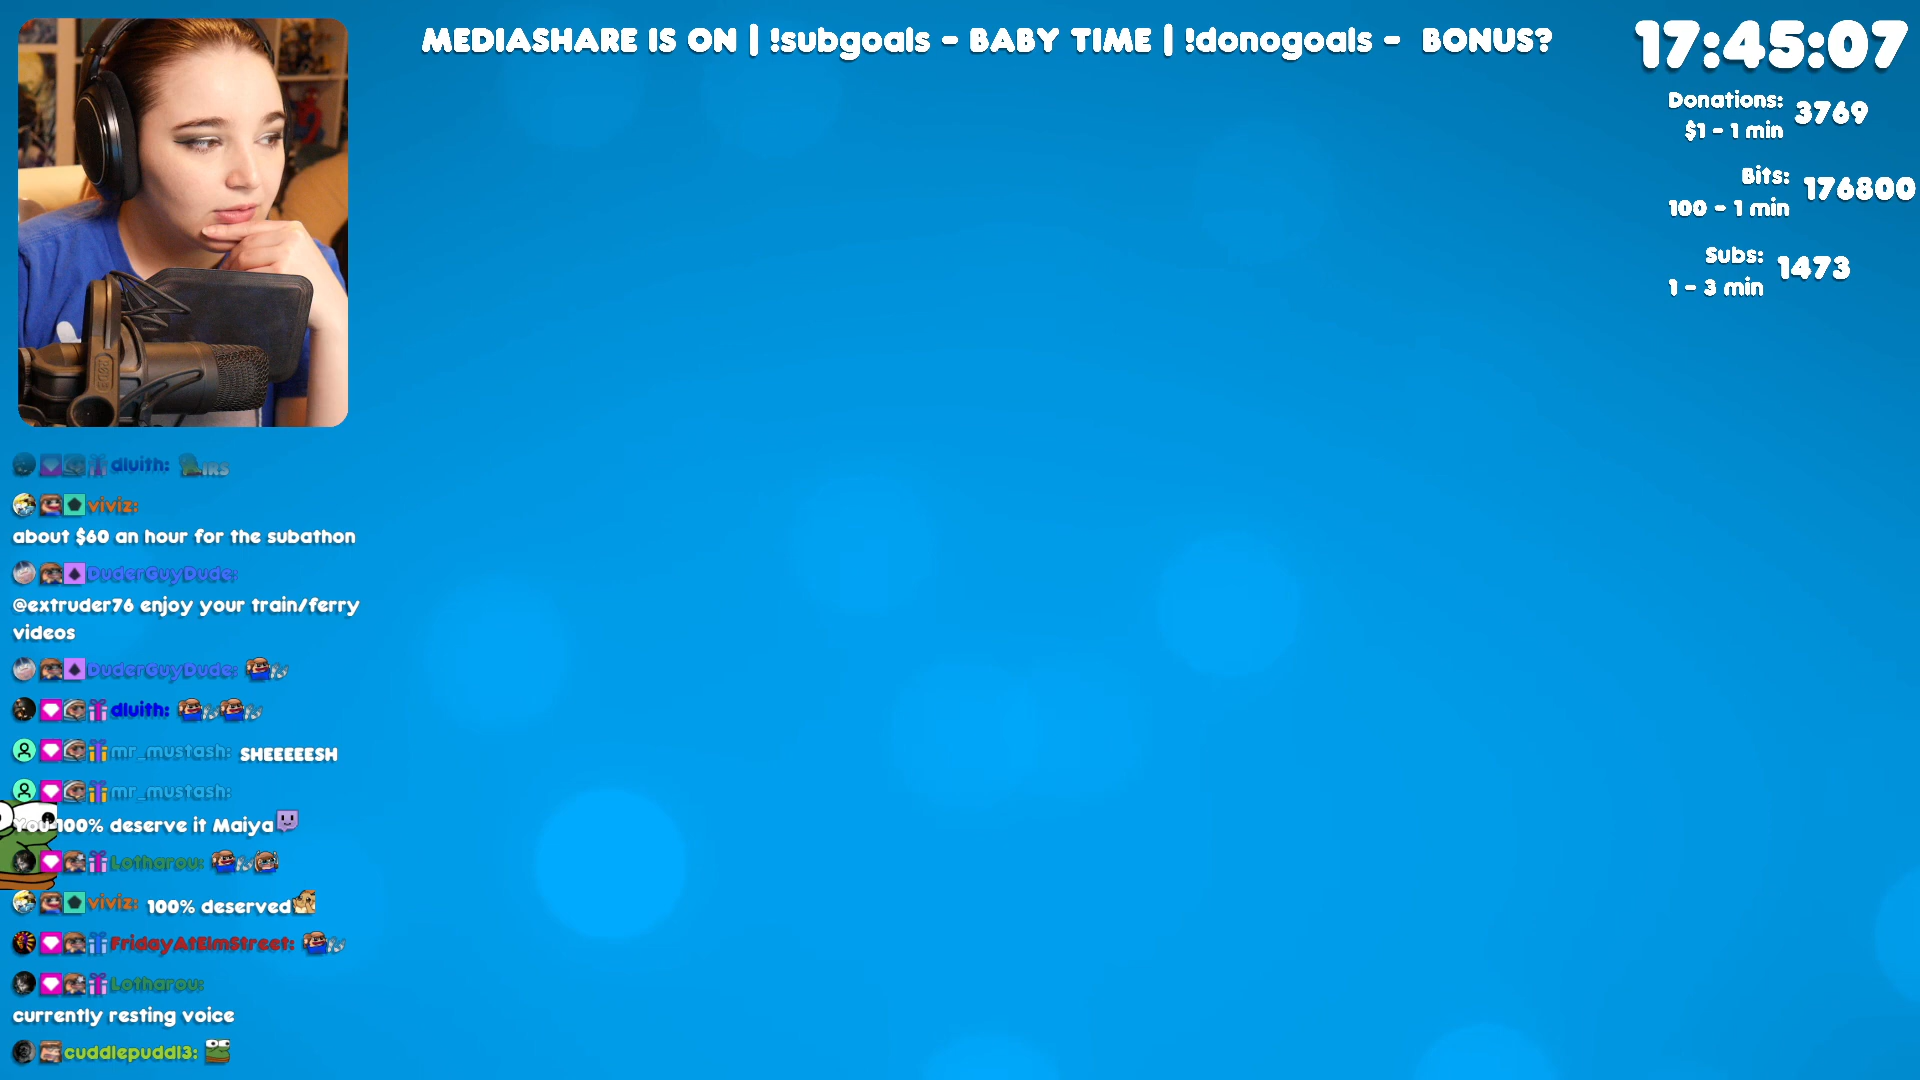 MEDIASHARE IS ON | !subgoals - BABY TIME | !donogoals - BONUS?
17:45:07
Donations: 3769
$1 - 1 min
Bits: 176800
100 - 1 min
Subs: 1473
1 - 3 min
dluith: IRS
viviz:
about $60 an hour for the subathon
DuderGuyDude:
@extruder76 enjoy your train/ferry
videos
DuderGuyDude:
dluith:
mr_mustash: SHEEEEESH
mr_mustash:
You 100% deserve it Maiya
Lotharou:
viviz: 100% deserved
FridayAtElmStreet:
Lotharou:
currently resting voice
cuddlepuddl3: